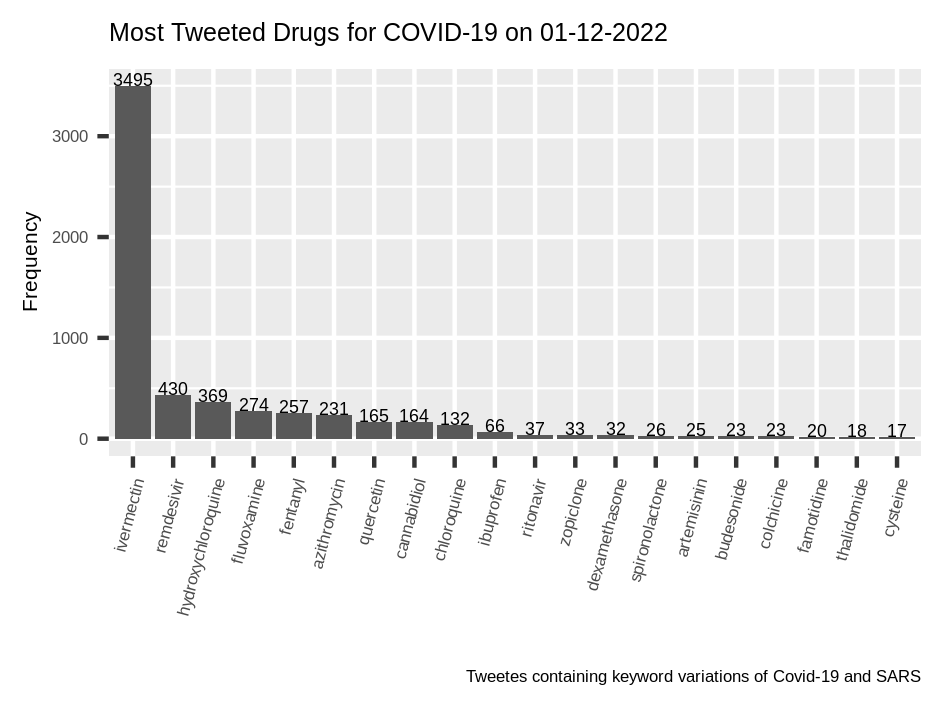 Most Tweeted Drugs for COVID-19 on 01-12-2022
Frequency
3000
2000
1000
0
3495
430
369
274
257
231
165
164
132
66
37
33
32
26
25
23
23
20
18
17
ivermectin
remdesivir
hydroxychloroquine
fluvoxamine
fentanyl
azithromycin
quercetin
cannabidiol
chloroquine
ibuprofen
ritonavir
zopiclone
dexamethasone
spironolactone
artemisinin
budesonide
colchicine
famotidine
thalidomide
cysteine
Tweetes containing keyword variations of Covid-19 and SARS